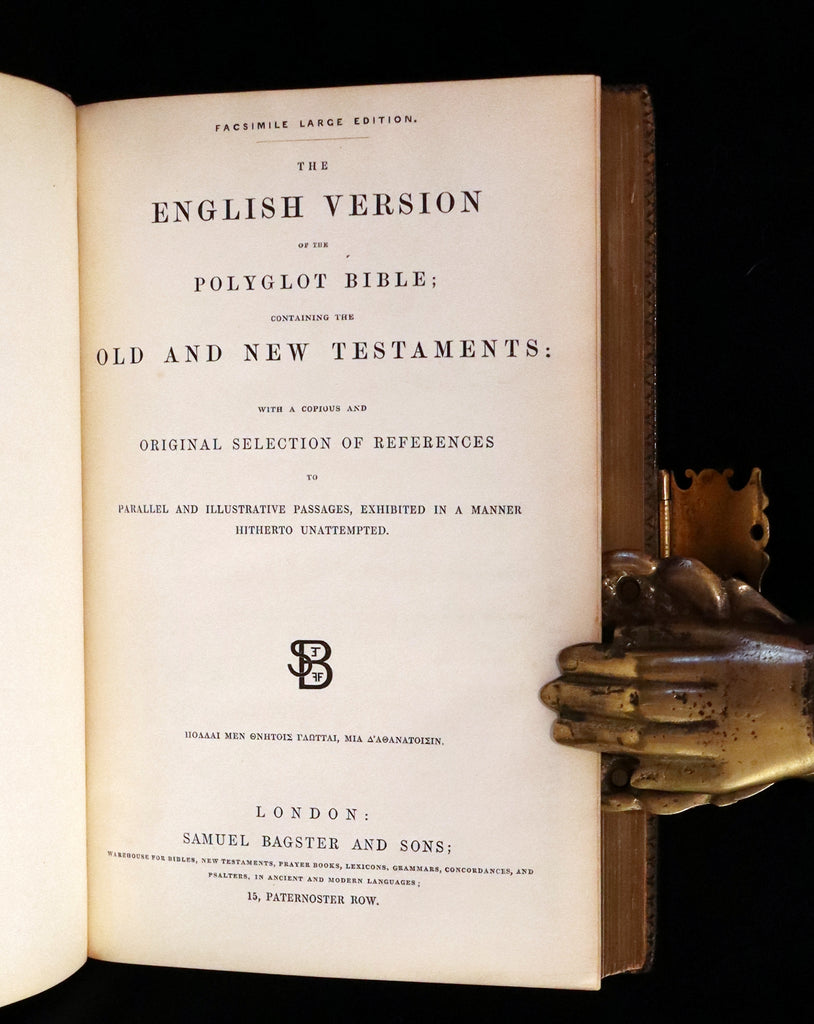 FACSIMILE LARGE EDITION.
THE
ENGLISH VERSION
OF THE
POLYGLOT BIBLE;
CONTAINING THE
OLD AND NEW TESTAMENTS:
WITH A COPIOUS AND
ORIGINAL SELECTION OF REFERENCES
TO
PARALLEL AND ILLUSTRATIVE PASSAGES, EXHIBITED IN A MANNER
HITHERTO UNATTEMPTED.
ΠΟΛΛΑΙ ΜΕΝ ΘΝΗΤΟΙΣ ΓΛΩΤΤΑΙ, ΜΙΑ Δ'ΑΘΑΝΑΤΟΙΣΙΝ.
LONDON:
SAMUEL BAGSTER AND SONS;
WAREHOUSE FOR BIBLES, NEW TESTAMENTS, PRAYER BOOKS, LEXICONS, GRAMMARS, CONCORDANCES, AND
PSALTERS, IN ANCIENT AND MODERN LANGUAGES;
15, PATERNOSTER ROW.